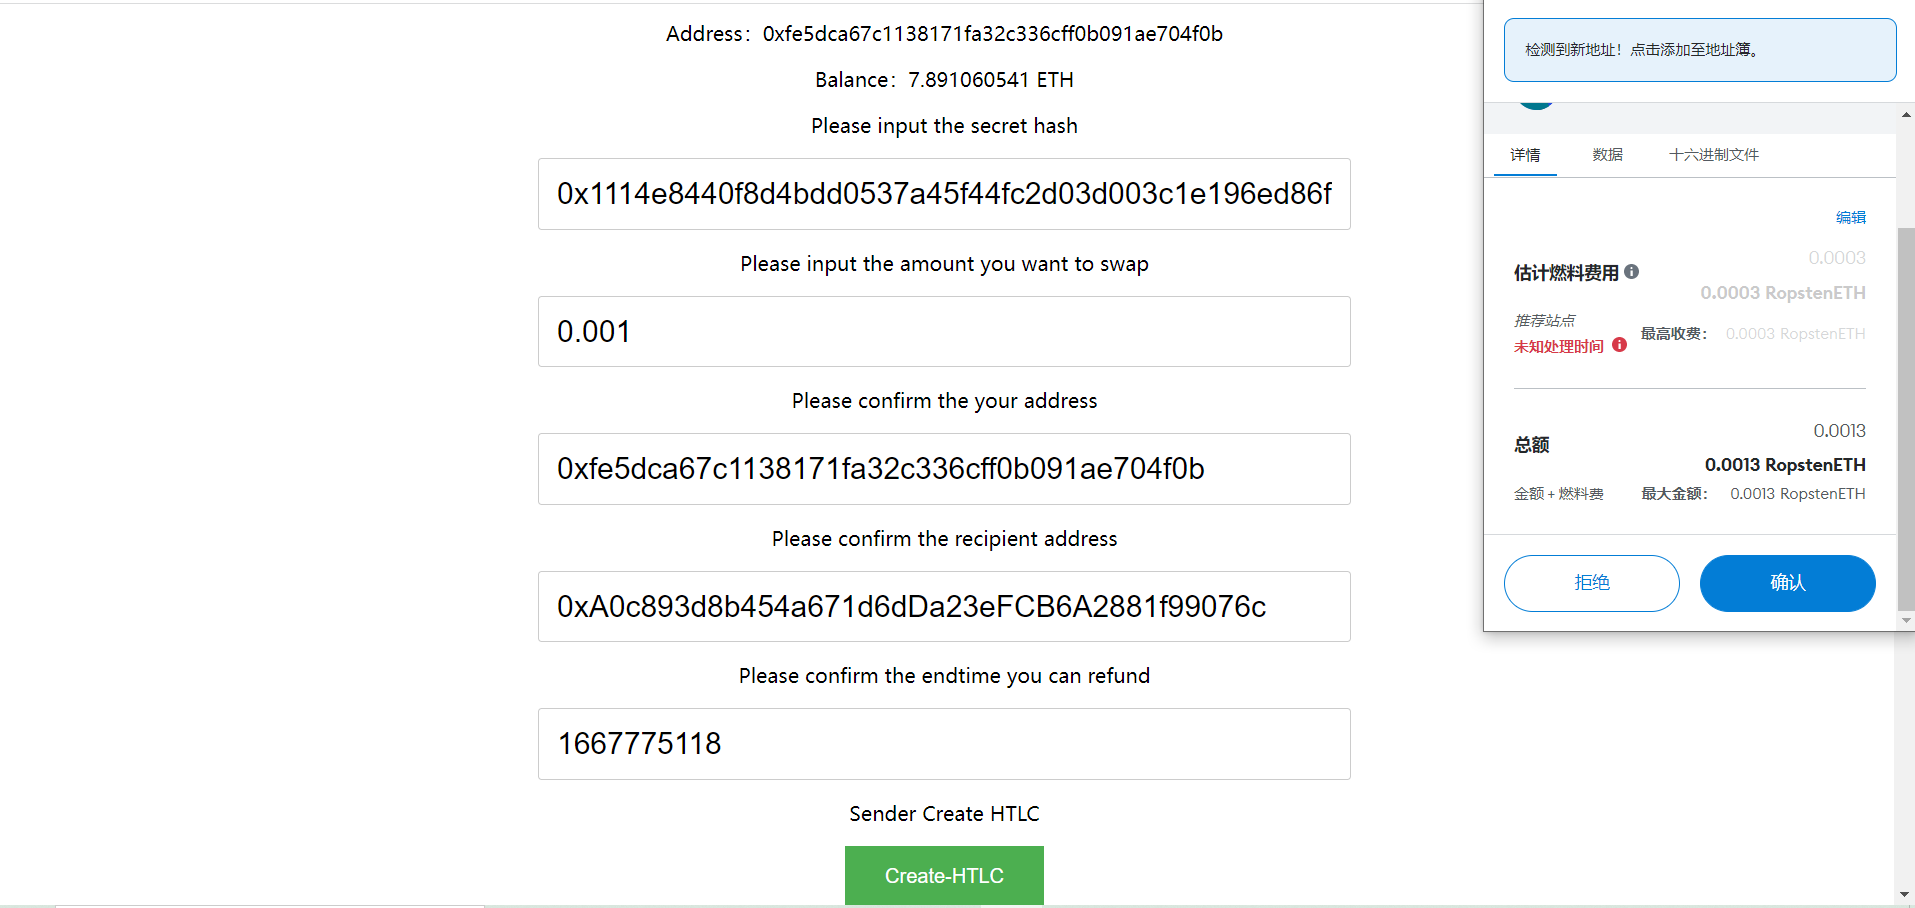 Address：0xfe5dca67c1138171fa32c336cff0b091ae704f0b
Balance：7.891060541 ETH
Please input the secret hash
0x1114e8440f8d4bdd0537a45f44fc2d03d003c1e196ed86f
Please input the amount you want to swap
0.001
Please confirm the your address
0xfe5dca67c1138171fa32c336cff0b091ae704f0b
Please confirm the recipient address
0xA0c893d8b454a671d6dDa23eFCB6A2881f99076c
Please confirm the endtime you can refund
1667775118
Sender Create HTLC
Create-HTLC
检测到新地址！点击添加至地址簿。
详情 数据 十六进制文件
编辑
0.0003
估计燃料费用
0.0003 RopstenETH
推荐站点
未知处理时间 最高收费： 0.0003 RopstenETH
0.0013
总额
0.0013 RopstenETH
金额 + 燃料费 最大金额： 0.0013 RopstenETH
拒绝 确认